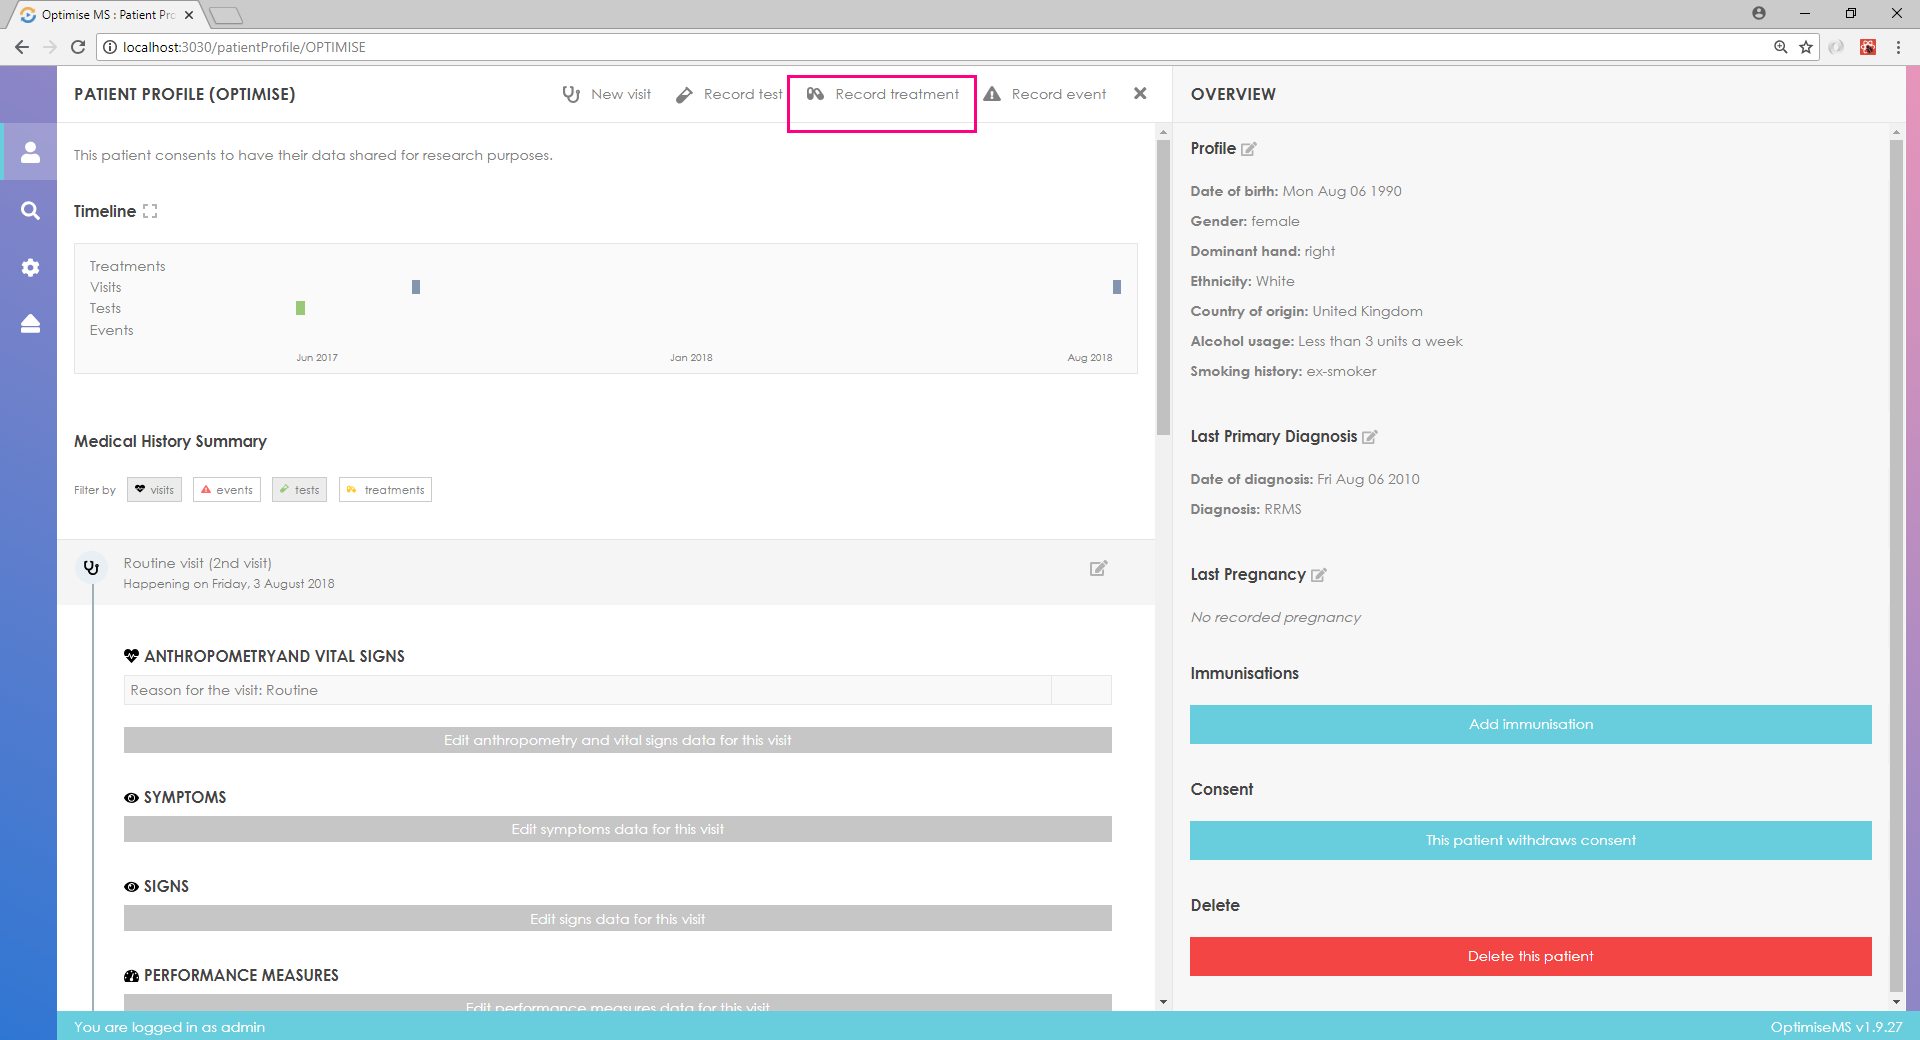 Optimise MS : Patient Pro
localhost:3030/patientProfile/OPTIMISE
PATIENT PROFILE (OPTIMISE)
New visit
Record test
Record treatment
Record event
This patient consents to have their data shared for research purposes.
Timeline
Treatments
Visits
Tests
Events
Jun 2017
Jan 2018
Aug 2018
Medical History Summary
Filter by
visits
events
tests
treatments
Routine visit (2nd visit)
Happening on Friday, 3 August 2018
ANTHROPOMETRYAND VITAL SIGNS
Reason for the visit: Routine
Edit anthropometry and vital signs data for this visit
SYMPTOMS
Edit symptoms data for this visit
SIGNS
Edit signs data for this visit
PERFORMANCE MEASURES
Edit performance measures data for this visit
OVERVIEW
Profile
Date of birth: Mon Aug 06 1990
Gender: female
Dominant hand: right
Ethnicity: White
Country of origin: United Kingdom
Alcohol usage: Less than 3 units a week
Smoking history: ex-smoker
Last Primary Diagnosis
Date of diagnosis: Fri Aug 06 2010
Diagnosis: RRMS
Last Pregnancy
No recorded pregnancy
Immunisations
Add immunisation
Consent
This patient withdraws consent
Delete
Delete this patient
You are logged in as admin
OptimiseMS v1.9.27